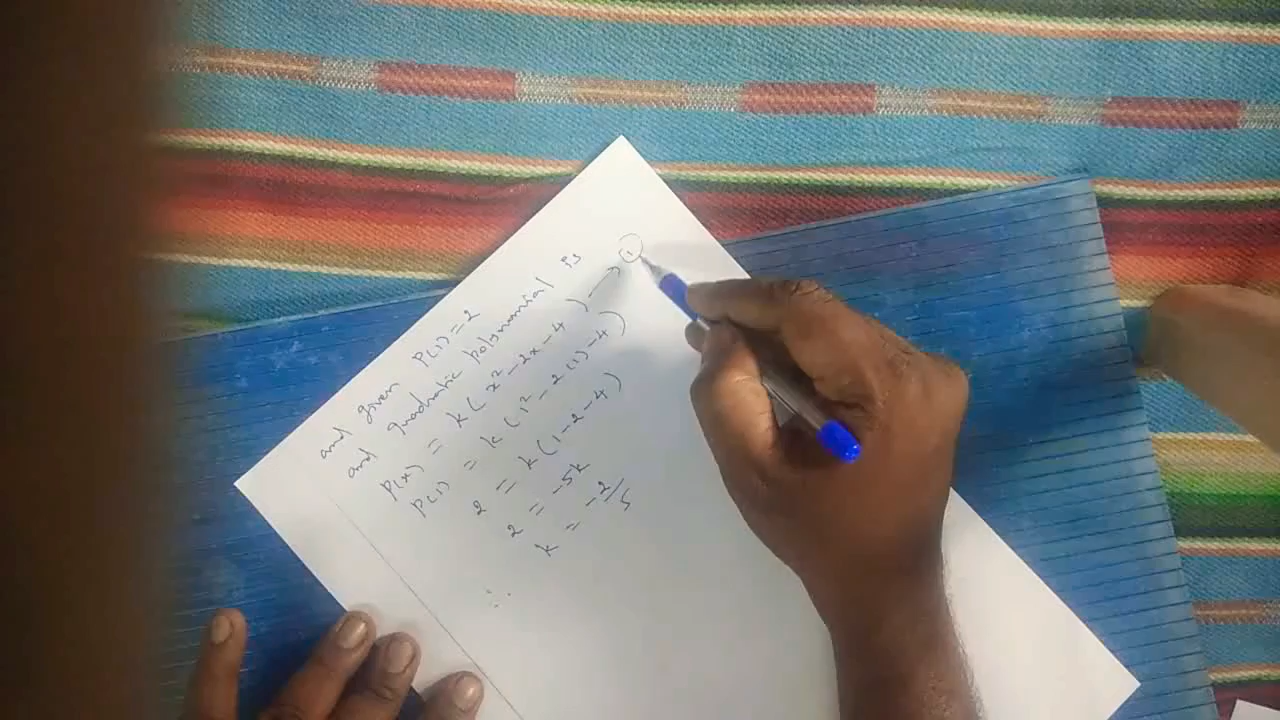 and given P(1)=2
and quadratic polynomial is
P(x) = k(x²-2x-4) → ①
P(1) = k(1²-2(1)-4)
2 = k(1-2-4)
2 = -5k
k = -2/5
∴